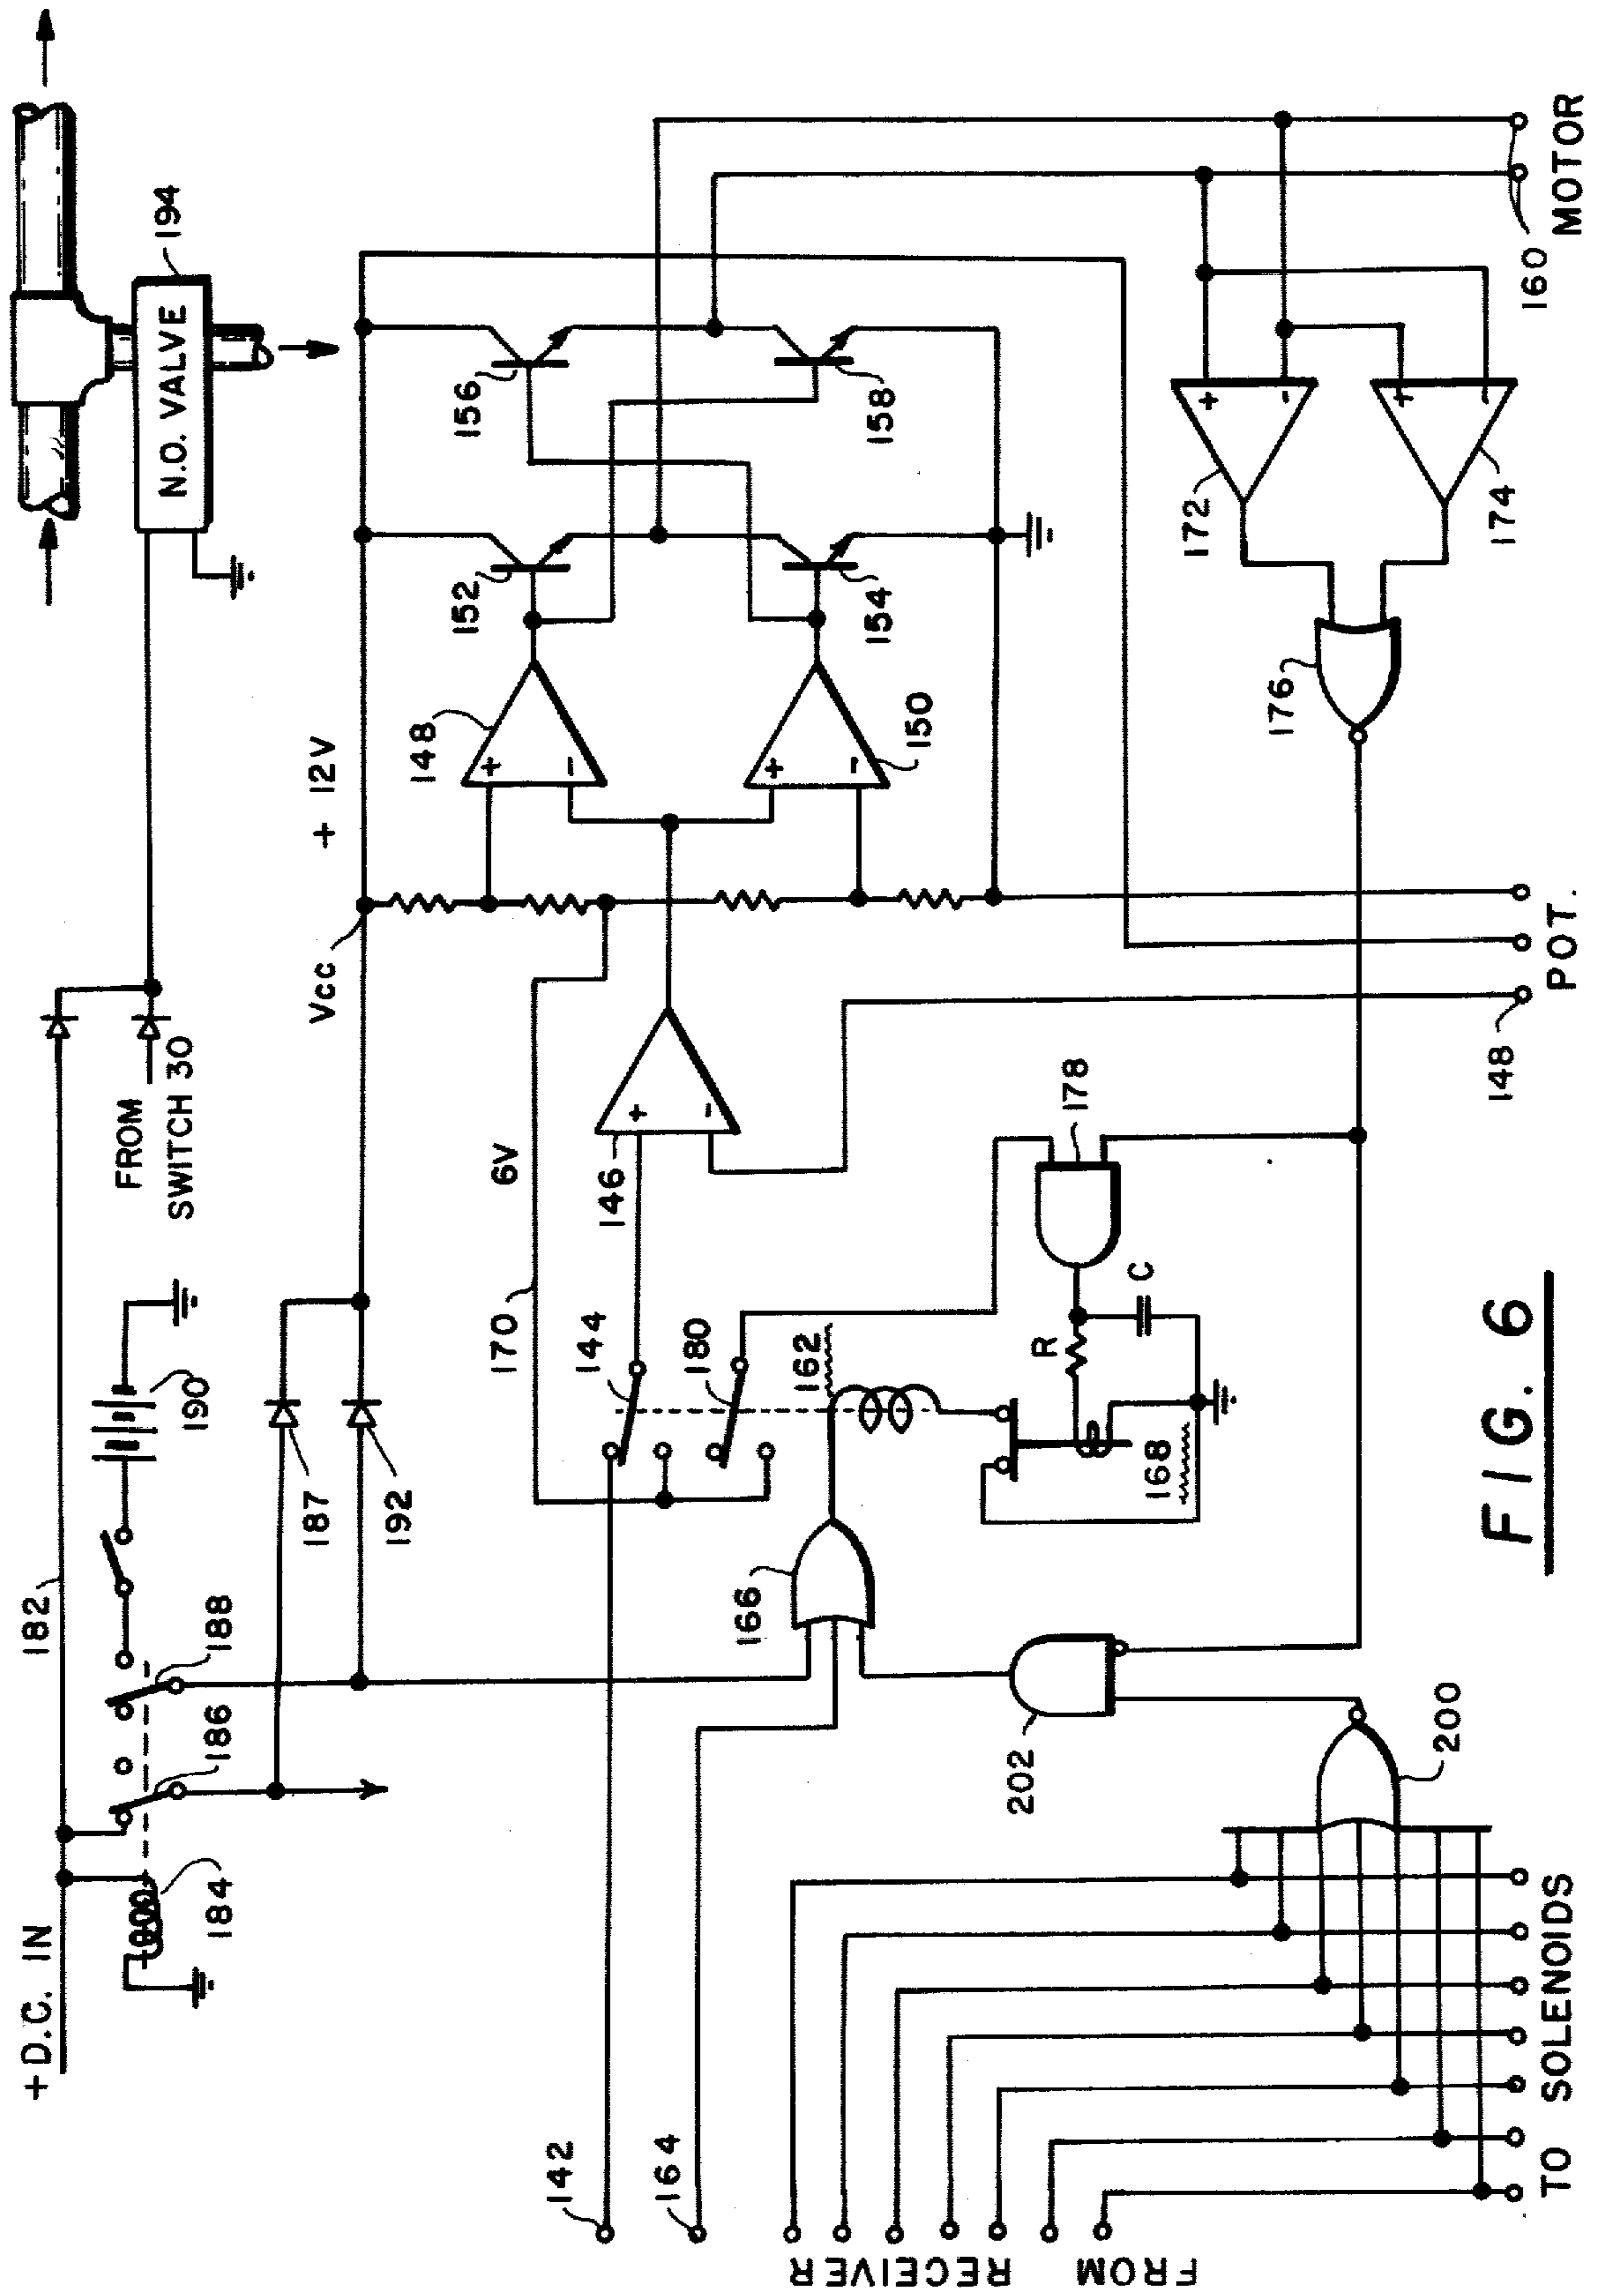 + D.C. IN
182
184
186
188
190
187
192
FROM
SWITCH 30
N.O. VALVE
194
Vcc
+ 12V
6V
170
142
144
146
148
150
152
154
156
158
164
180
162
166
168
R
C
178
172
174
176
160
MOTOR
148
POT.
202
200
FROM RECEIVER
TO SOLENOIDS
FIG. 6
+
-
+
-
+
-
+
-
+
-